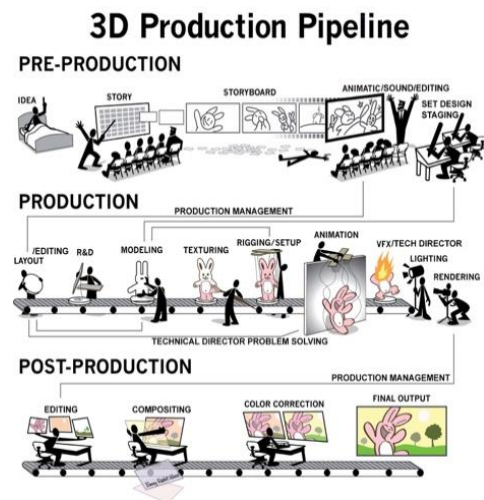 3D Production Pipeline
PRE-PRODUCTION
IDEA
STORY
STORYBOARD
ANIMATIC/SOUND/EDITING
SET DESIGN
STAGING
PRODUCTION
PRODUCTION MANAGEMENT
/EDITING
LAYOUT
R&D
MODELING
TEXTURING
RIGGING/SETUP
ANIMATION
VFX/TECH DIRECTOR
LIGHTING
RENDERING
TECHNICAL DIRECTOR PROBLEM SOLVING
POST-PRODUCTION
PRODUCTION MANAGEMENT
EDITING
COMPOSITING
COLOR CORRECTION
FINAL OUTPUT